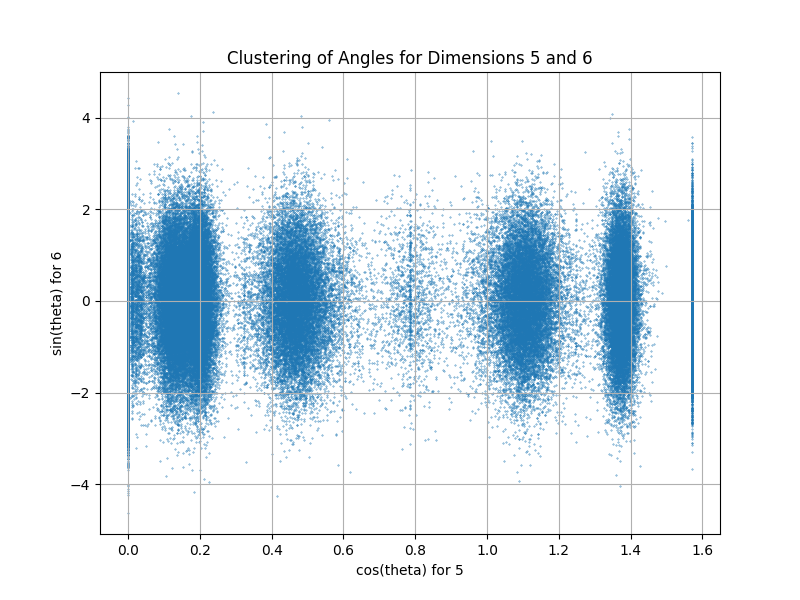 Clustering of Angles for Dimensions 5 and 6
sin(theta) for 6
4
2
0
−2
−4
0.0 0.2 0.4 0.6 0.8 1.0 1.2 1.4 1.6
cos(theta) for 5